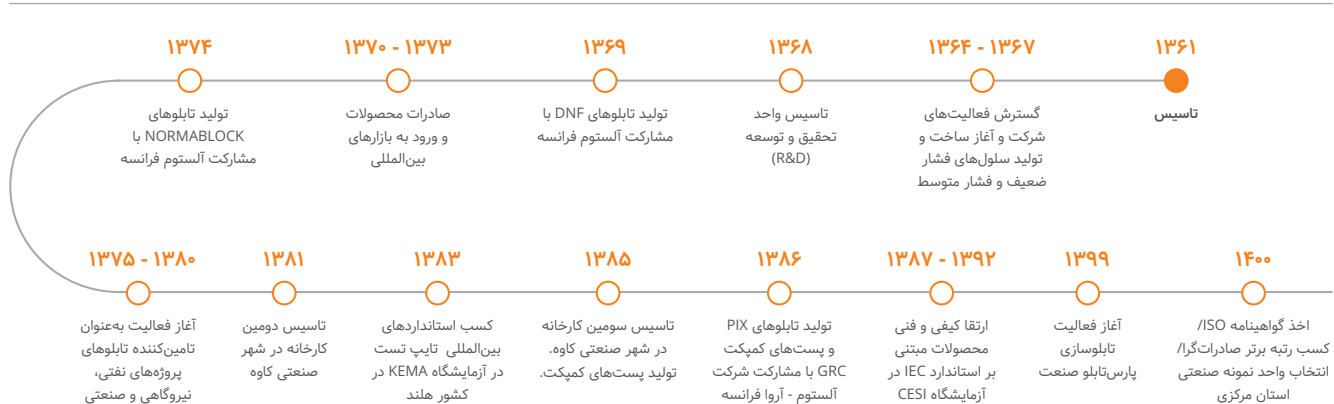 ۱۳۶۱
تاسیس
۱۳۶۴ - ۱۳۶۷
گسترش فعالیت‌های
شرکت و آغاز ساخت و
تولید سلول‌های فشار
ضعیف و فشار متوسط
۱۳۶۸
تاسیس واحد
تحقیق و توسعه
(R&D)
۱۳۶۹
تولید تابلوهای DNF با
مشارکت آلستوم فرانسه
۱۳۷۰ - ۱۳۷۳
صادرات محصولات
و ورود به بازارهای
بین‌المللی
۱۳۷۴
تولید تابلوهای
NORMABLOCK با
مشارکت آلستوم فرانسه
۱۳۷۵ - ۱۳۸۰
آغاز فعالیت به‌عنوان
تامین‌کننده تابلوهای
پروژه‌های نفتی،
نیروگاهی و صنعتی
۱۳۸۱
تاسیس دومین
کارخانه در شهر
صنعتی کاوه
۱۳۸۳
کسب استانداردهای
بین‌المللی تایپ تست
در آزمایشگاه KEMA در
کشور هلند
۱۳۸۵
تاسیس سومین کارخانه
در شهر صنعتی کاوه.
تولید پست‌های کمپکت.
۱۳۸۶
تولید تابلوهای PIX
و پست‌های کمپکت
GRC با مشارکت شرکت
آلستوم - آروا فرانسه
۱۳۸۷ - ۱۳۹۲
ارتقا کیفی و فنی
محصولات مبتنی
بر استاندارد IEC در
آزمایشگاه CESI
۱۳۹۹
آغاز فعالیت
تابلوسازی
پارس‌تابلو صنعت
۱۴۰۰
اخذ گواهینامه ISO/
کسب رتبه برتر صادرات‌گرا/
انتخاب واحد نمونه صنعتی
استان مرکزی